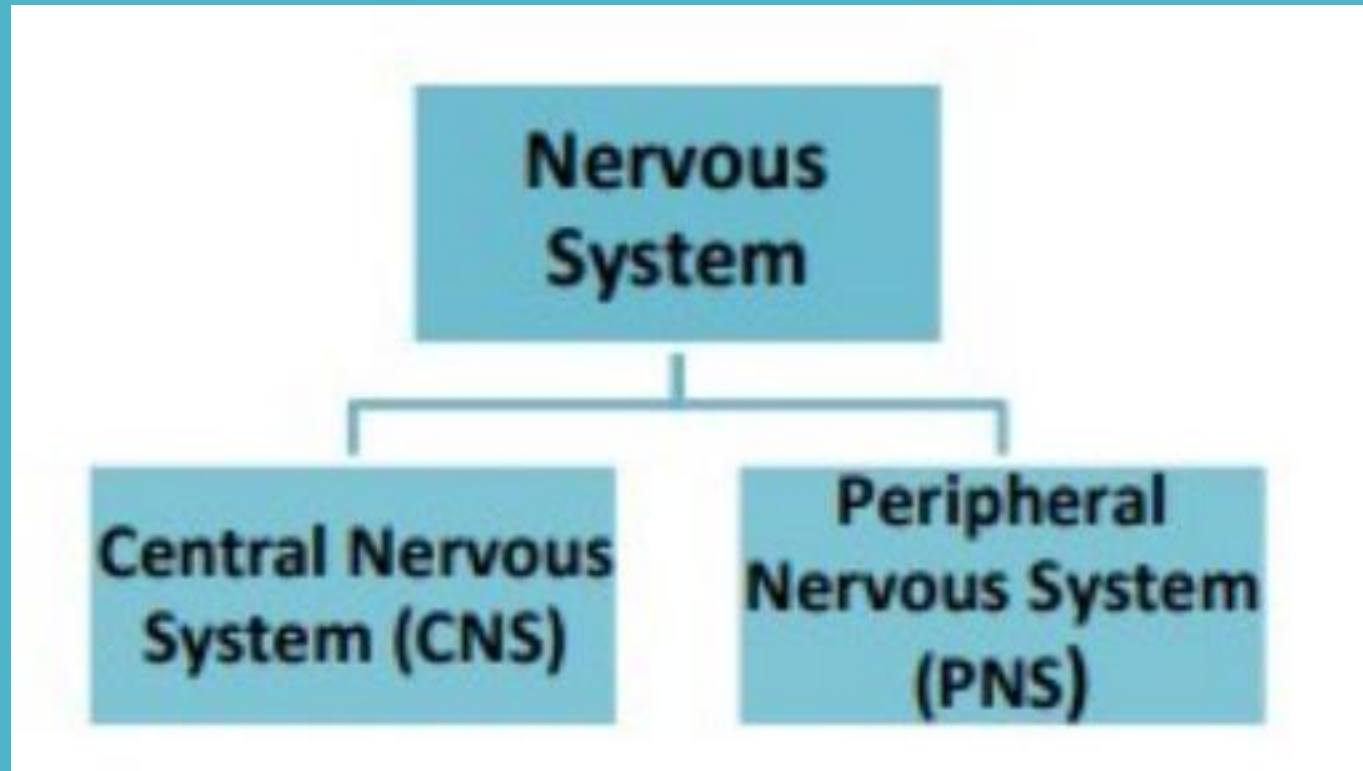 Nervous
System
Central Nervous
System (CNS)
Peripheral
Nervous System
(PNS)